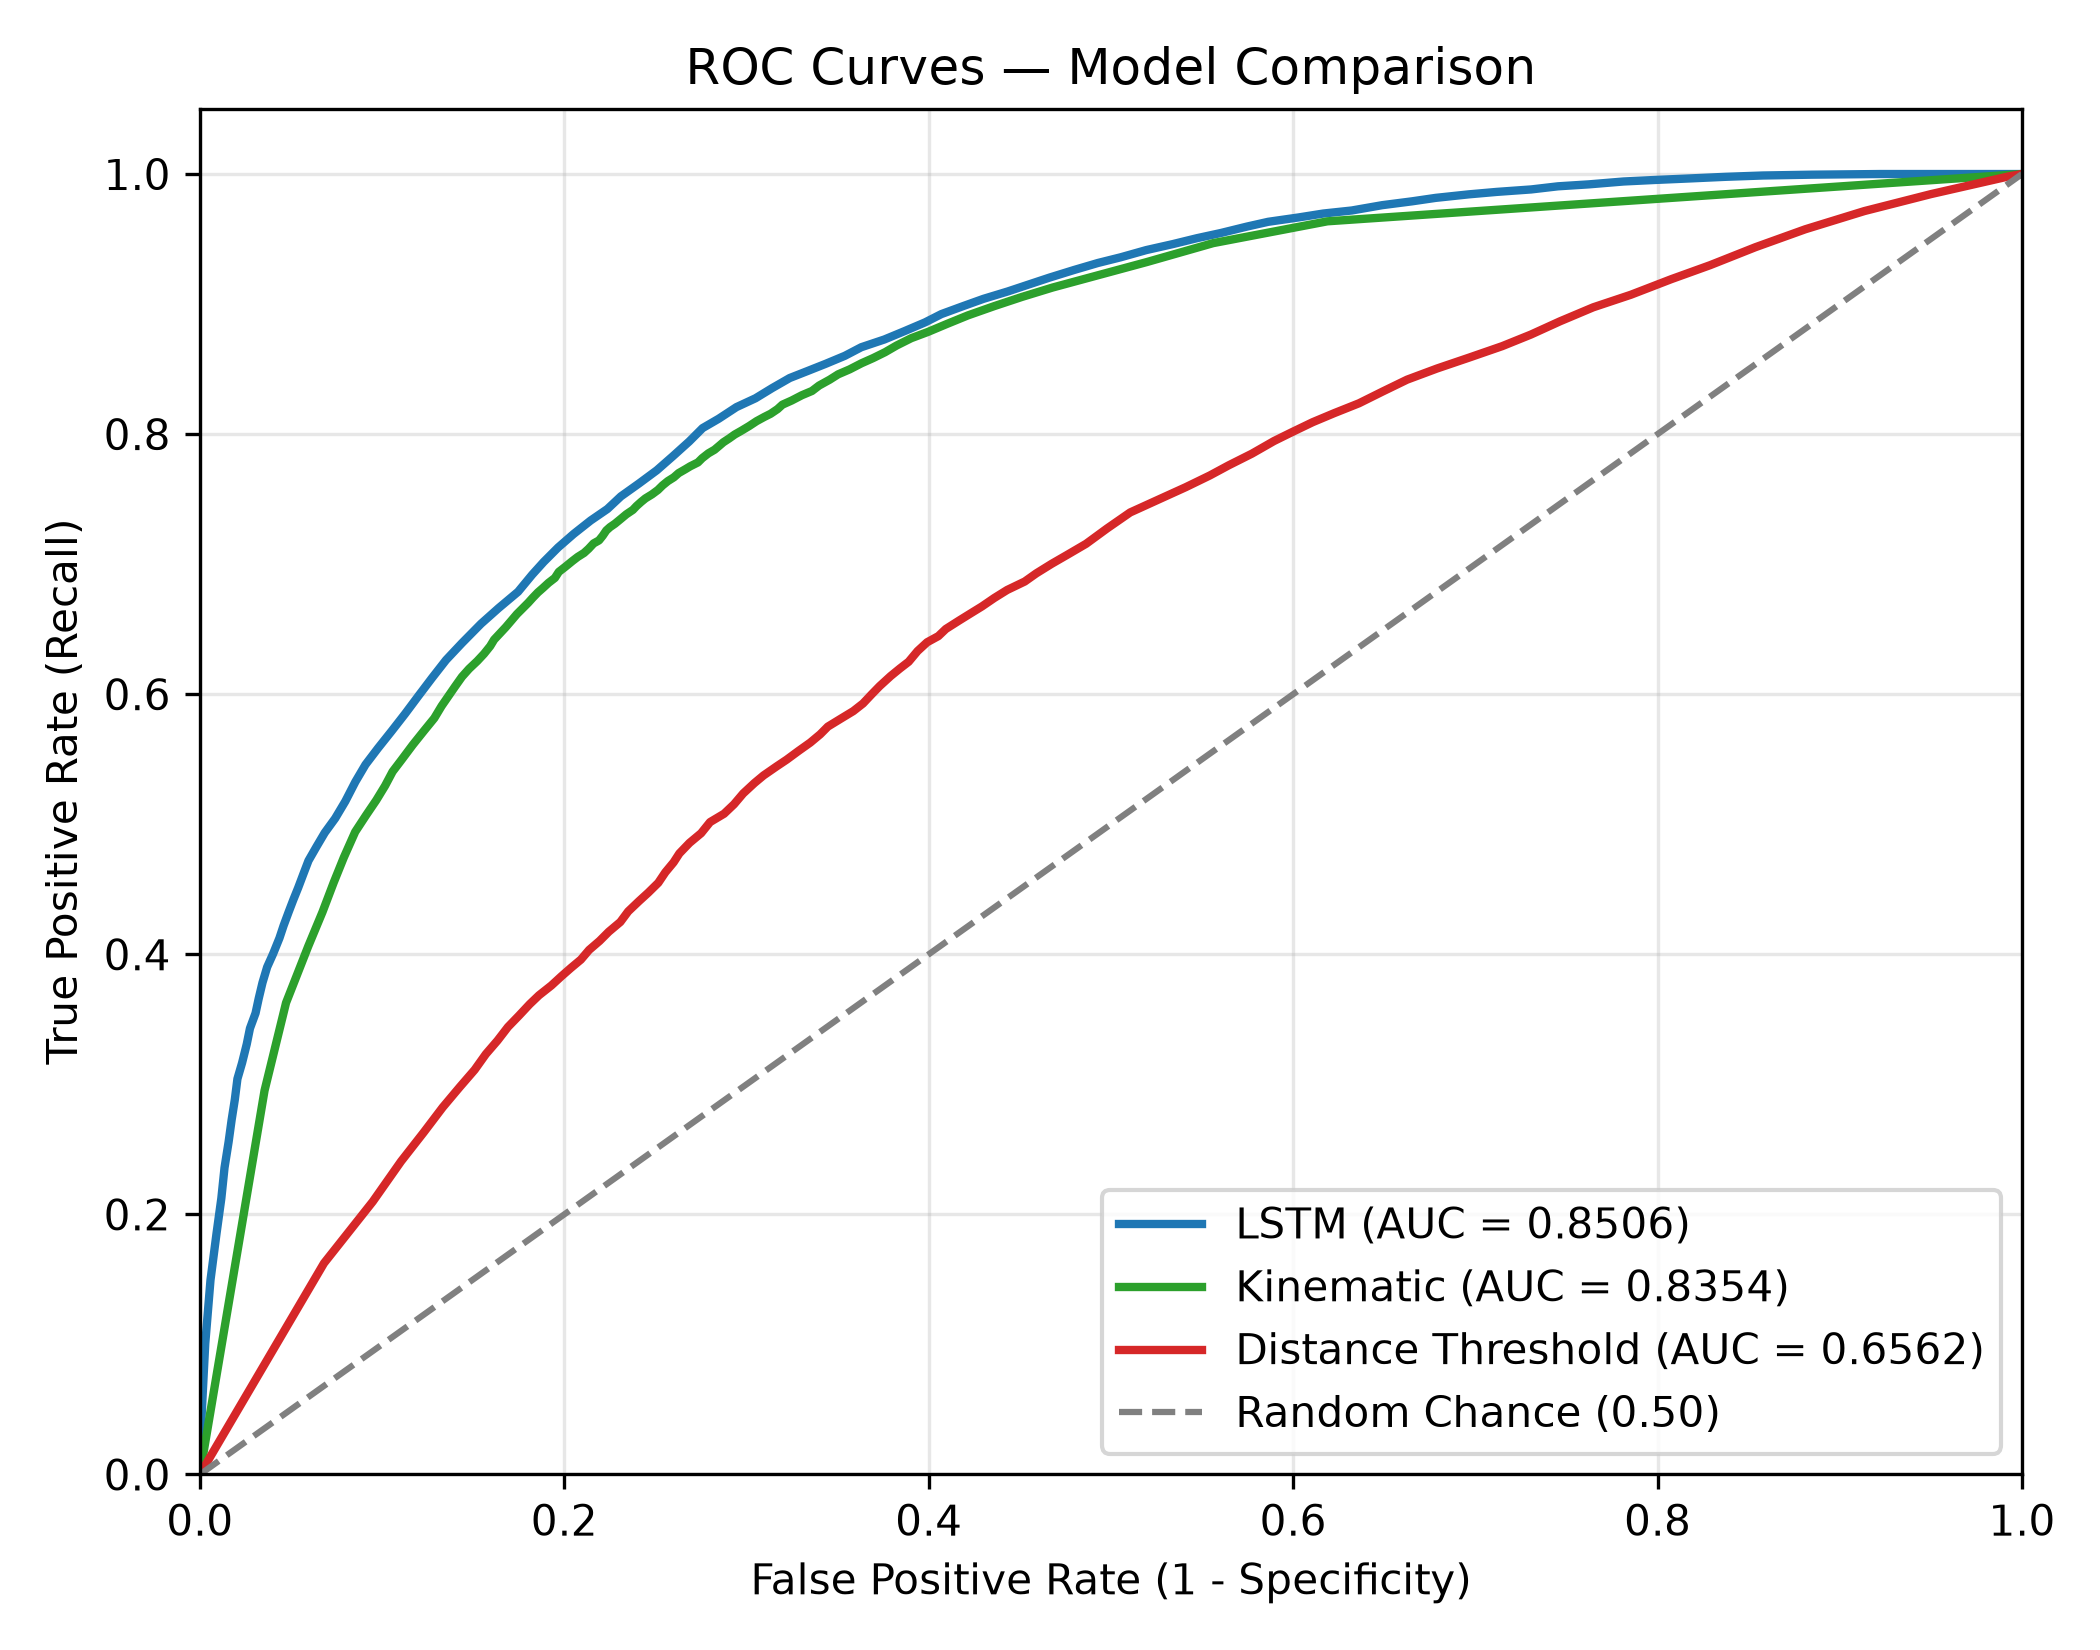 ROC Curves — Model Comparison
True Positive Rate (Recall)
1.0
0.8
0.6
0.4
0.2
0.0
0.0 0.2 0.4 0.6 0.8 1.0
False Positive Rate (1 - Specificity)
LSTM (AUC = 0.8506)
Kinematic (AUC = 0.8354)
Distance Threshold (AUC = 0.6562)
Random Chance (0.50)